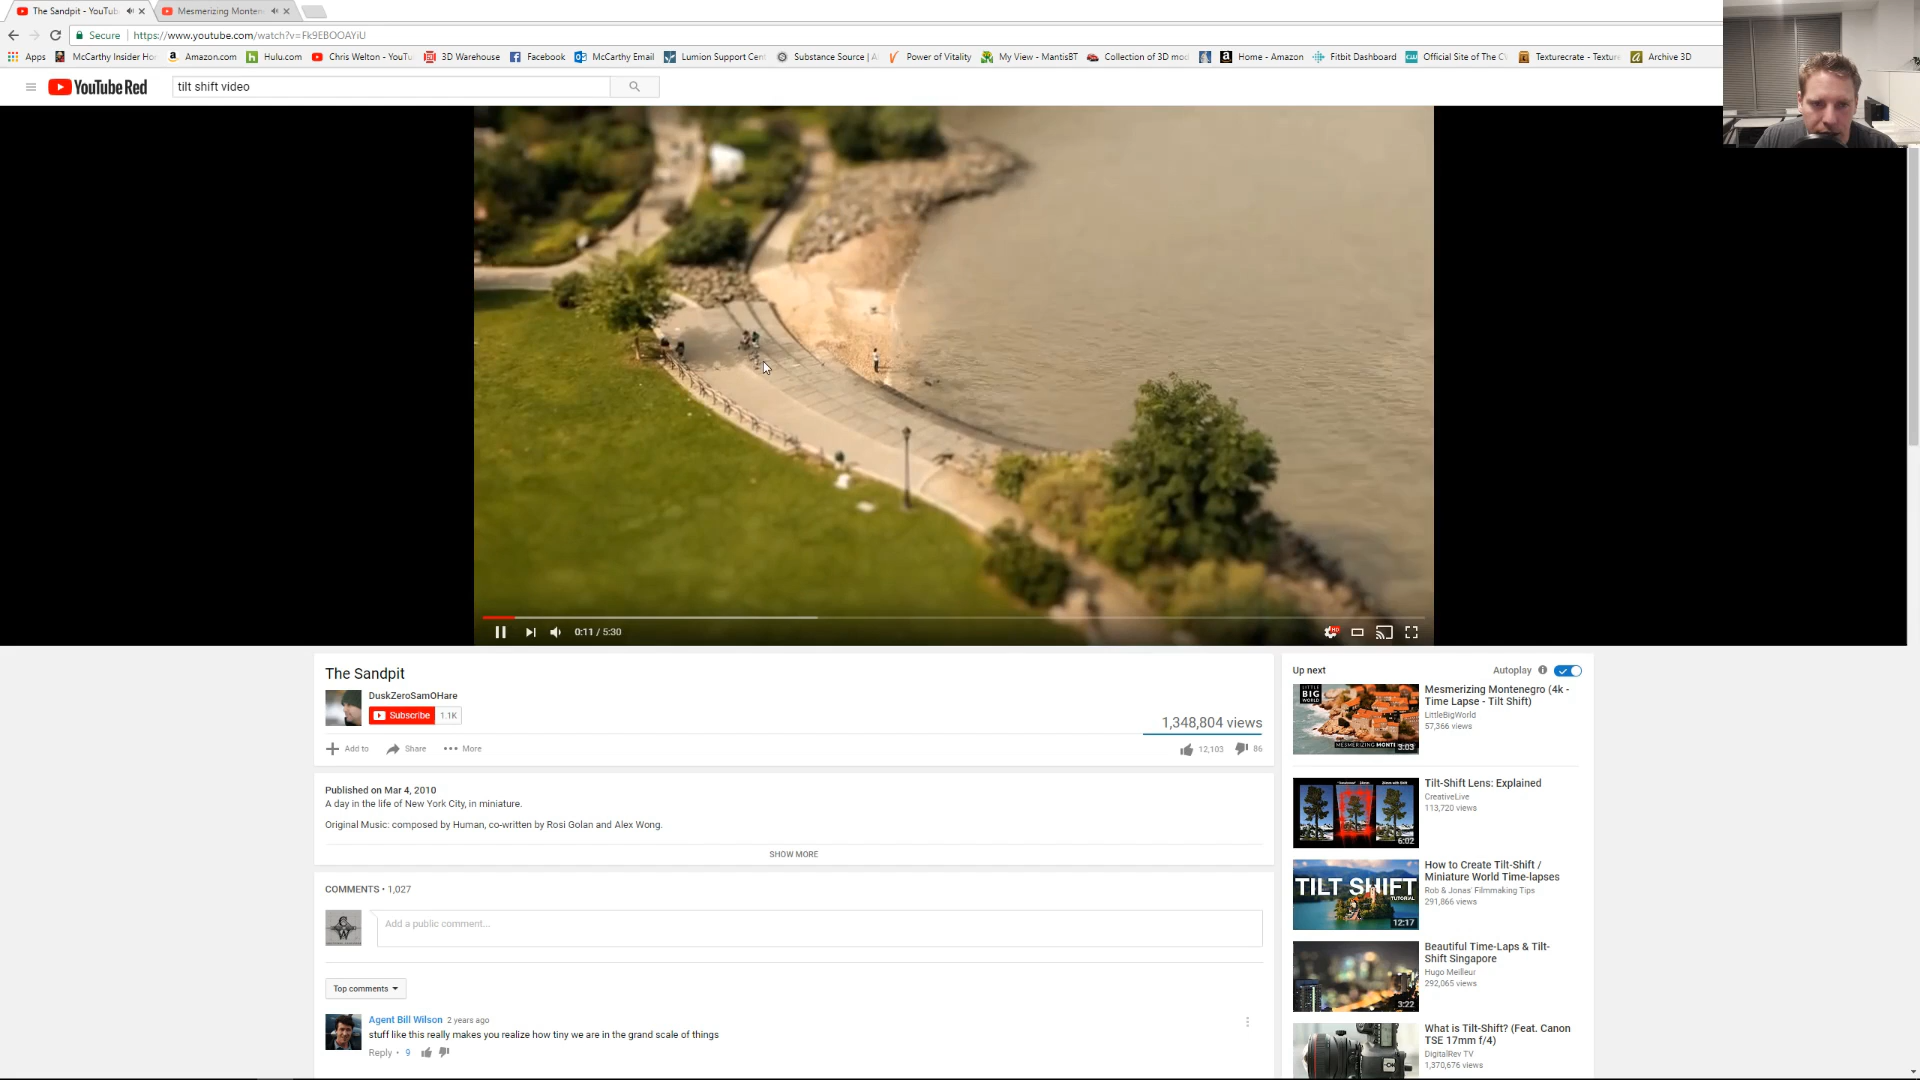 The Sandpit - YouTub
Mesmerizing Monten
Secure
https://www.youtube.com/watch?v=Fk9EBOOAYiU
Apps
McCarthy Insider Ho
Amazon.com
Hulu.com
Chris Welton - YouTu
3D Warehouse
Facebook
McCarthy Email
Lumion Support Cen
Substance Source | A
Power of Vitality
My View - MantisBT
Collection of 3D mod
Home - Amazon
Fitbit Dashboard
Official Site of The C
Texturecrate - Texture
Archive 3D
YouTube Red
tilt shift video
0:11 / 5:30
The Sandpit
DuskZeroSamOHare
Subscribe 1.1K
1,348,804 views
Add to Share More
12,103 86
Published on Mar 4, 2010
A day in the life of New York City, in miniature.
Original Music: composed by Human, co-written by Rosi Golan and Alex Wong.
SHOW MORE
COMMENTS • 1,027
Add a public comment...
Top comments
Agent Bill Wilson 2 years ago
stuff like this really makes you realize how tiny we are in the grand scale of things
Reply • 9
Up next
Autoplay
LITTLE
BIG
WORLD
MESMERIZING MONTE
3:03
Mesmerizing Montenegro (4k -
Time Lapse - Tilt Shift)
LittleBigWorld
57,366 views
6:02
Tilt-Shift Lens: Explained
CreativeLive
113,720 views
TILT SHIFT
TUTORIAL
12:17
How to Create Tilt-Shift /
Miniature World Time-lapses
Rob & Jonas' Filmmaking Tips
291,866 views
3:22
Beautiful Time-Laps & Tilt-
Shift Singapore
Hugo Meilleur
292,065 views
What is Tilt-Shift? (Feat. Canon
TSE 17mm f/4)
DigitalRev TV
1,370,676 views